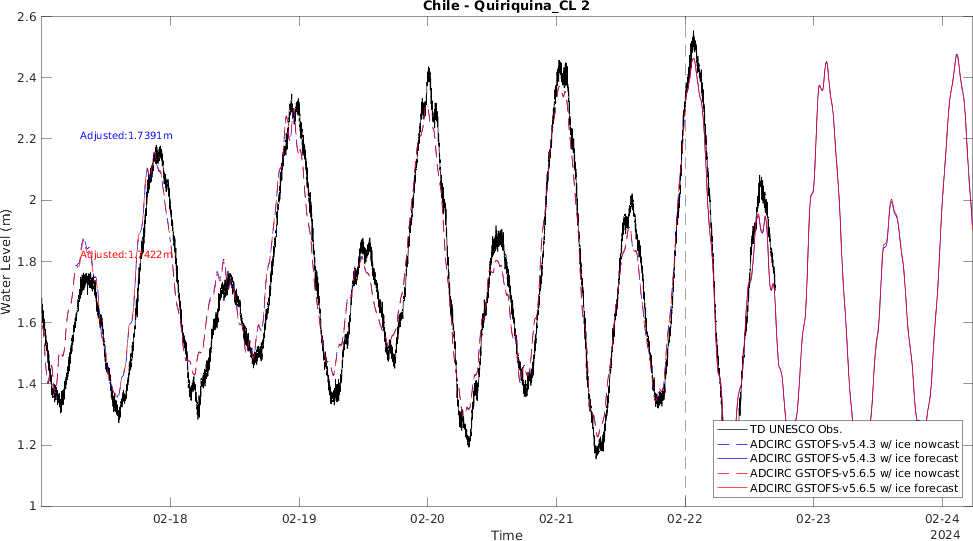 Chile - Quiriquina_CL 2
2.6
2.4
2.2
2
1.8
1.6
1.4
1.2
1
Water Level (m)
Adjusted:1.7391m
Adjusted:1.7422m
TD UNESCO Obs.
ADCIRC GSTOFS-v5.4.3 w/ ice nowcast
ADCIRC GSTOFS-v5.4.3 w/ ice forecast
ADCIRC GSTOFS-v5.6.5 w/ ice nowcast
ADCIRC GSTOFS-v5.6.5 w/ ice forecast
02-18
02-19
02-20
02-21
02-22
02-23
02-24
Time
2024